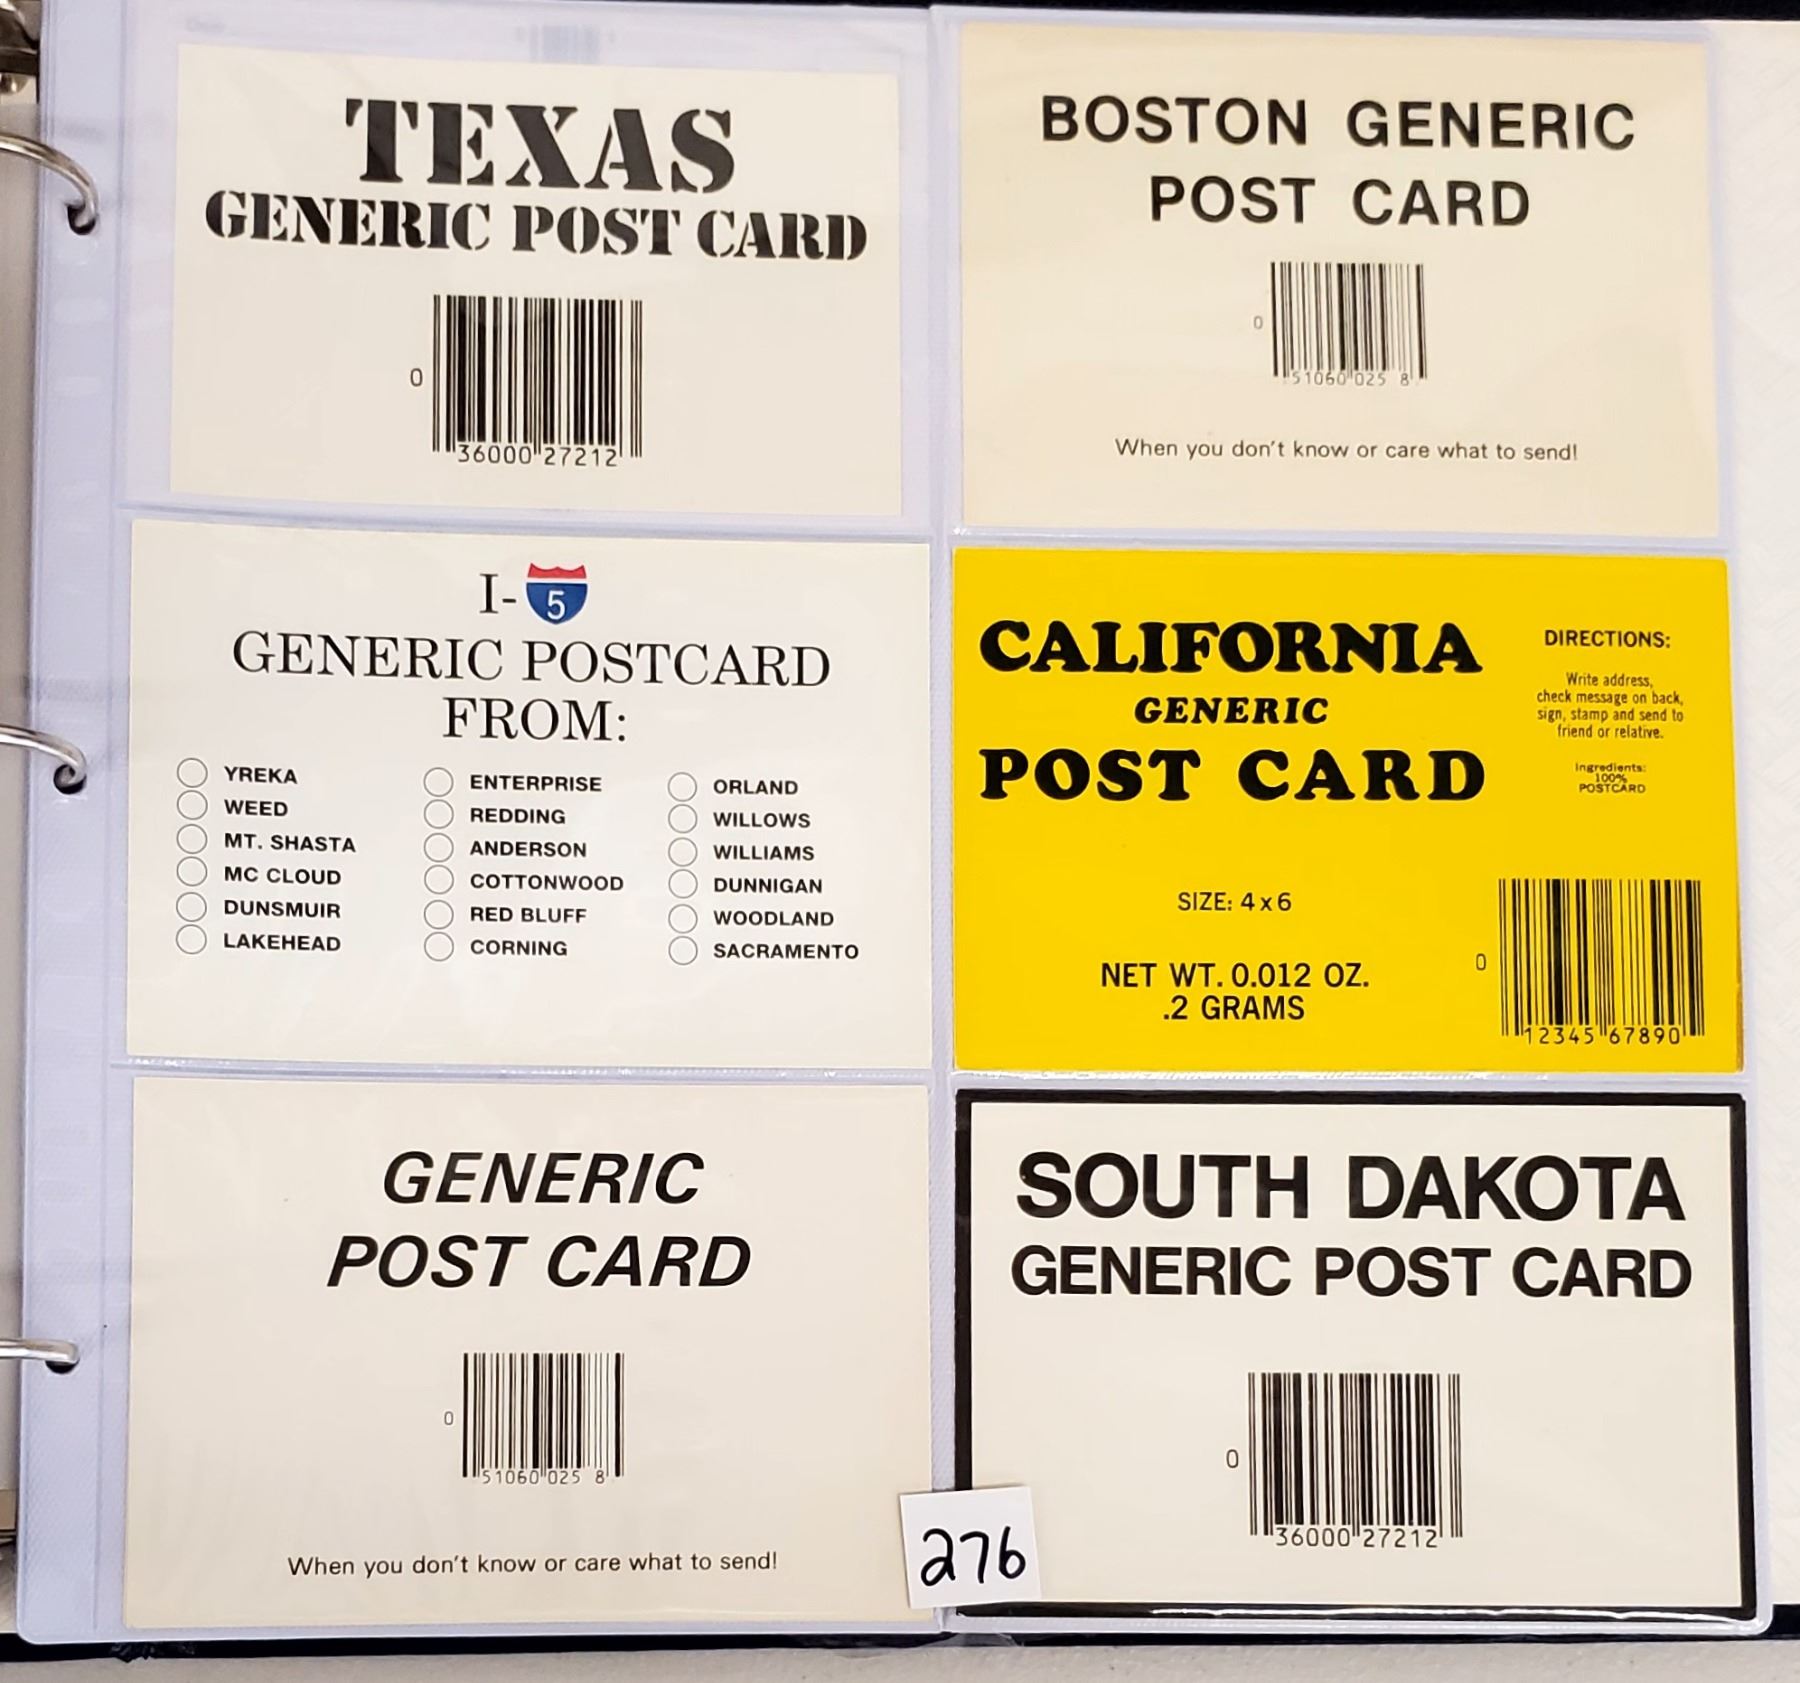 TEXAS
GENERIC POST CARD
0
36000 27212
BOSTON GENERIC
POST CARD
0
51060 025 8
When you don't know or care what to send!
I-5
GENERIC POSTCARD
FROM:
YREKA
WEED
MT. SHASTA
MC CLOUD
DUNSMUIR
LAKEHEAD
ENTERPRISE
REDDING
ANDERSON
COTTONWOOD
RED BLUFF
CORNING
ORLAND
WILLOWS
WILLIAMS
DUNNIGAN
WOODLAND
SACRAMENTO
CALIFORNIA
GENERIC
POST CARD
DIRECTIONS:
Write address,
check message on back,
sign, stamp and send to
friend or relative.
Ingredients:
100%
POSTCARD
SIZE: 4 x 6
NET WT. 0.012 OZ.
.2 GRAMS
0
12345 67890
GENERIC
POST CARD
0
51060 025 8
When you don't know or care what to send!
SOUTH DAKOTA
GENERIC POST CARD
0
36000 27212
276